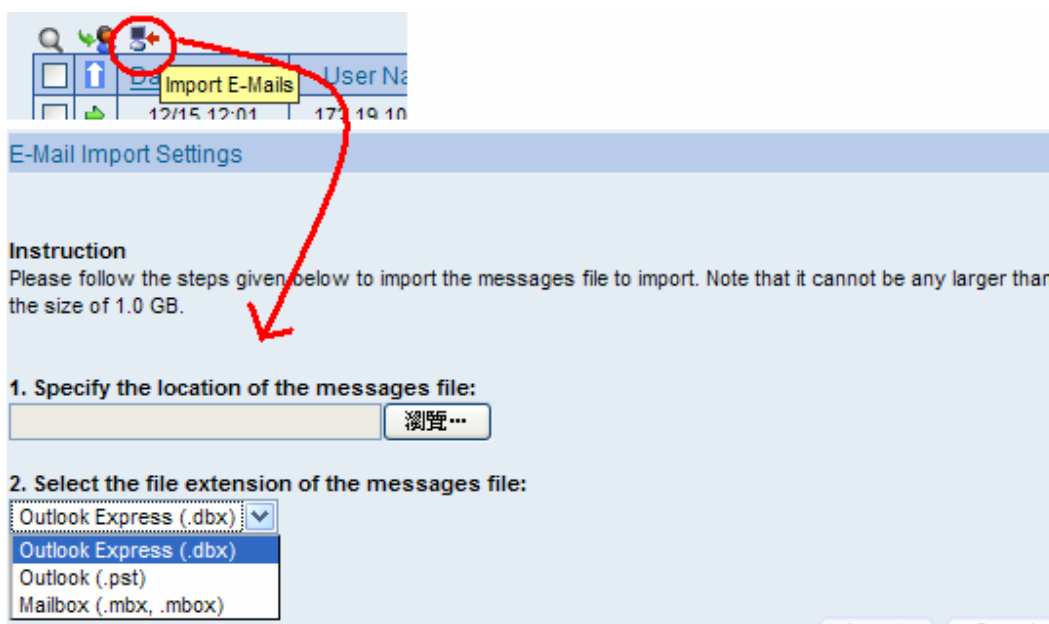 Import E-Mails
User Na
12/15 12:01
E-Mail Import Settings
Instruction
Please follow the steps given below to import the messages file to import. Note that it cannot be any larger than
the size of 1.0 GB.
1. Specify the location of the messages file:
瀏覽…
2. Select the file extension of the messages file:
Outlook Express (.dbx)
Outlook Express (.dbx)
Outlook (.pst)
Mailbox (.mbx, .mbox)